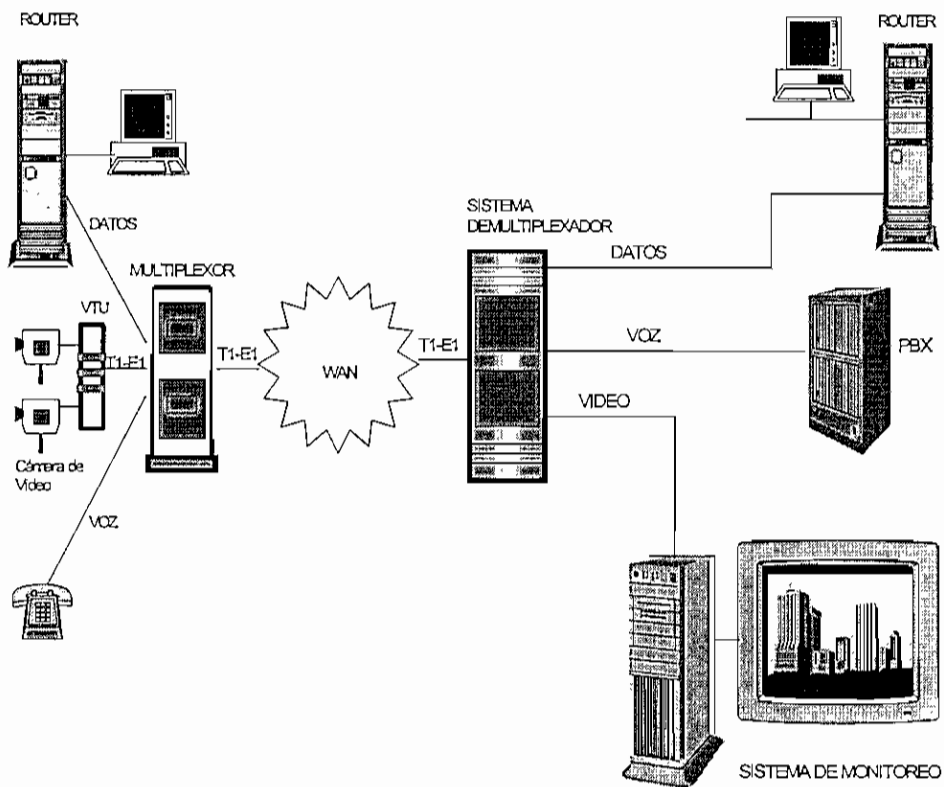 ROUTER
ROUTER
DATOS
SISTEMA
DEMULTIPLEXADOR
DATOS
MULTIPLEXOR
VTU
T1-E1
T1-E1
WAN
T1-E1
VOZ
PBX
VIDEO
Cámara de
Video
VOZ
SISTEMA DE MONITOREO